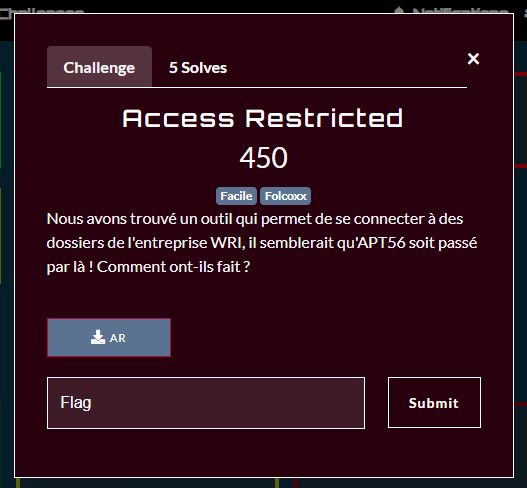 Challenges
Notifications
Challenge
5 Solves
×
Access Restricted
450
Facile
Folcoxx
Nous avons trouvé un outil qui permet de se connecter à des
dossiers de l'entreprise WRI, il semblerait qu'APT56 soit passé
par là ! Comment ont-ils fait ?
AR
Flag
Submit